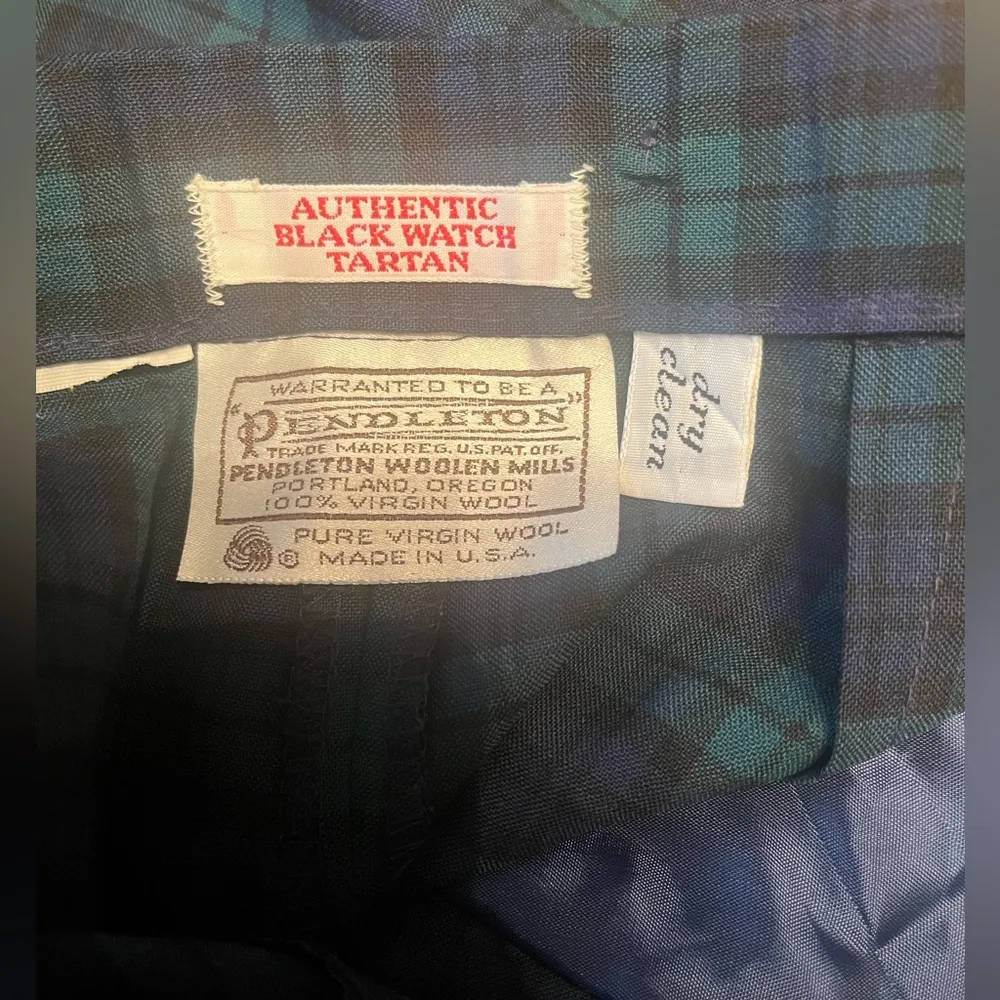 AUTHENTIC
BLACK WATCH
TARTAN
WARRANTED TO BE A
"PENDLETON"
TRADE MARK REG. U.S. PAT. OFF.
PENDLETON WOOLEN MILLS
PORTLAND, OREGON
100% VIRGIN WOOL
PURE VIRGIN WOOL
® MADE IN U.S.A.
dry
clean